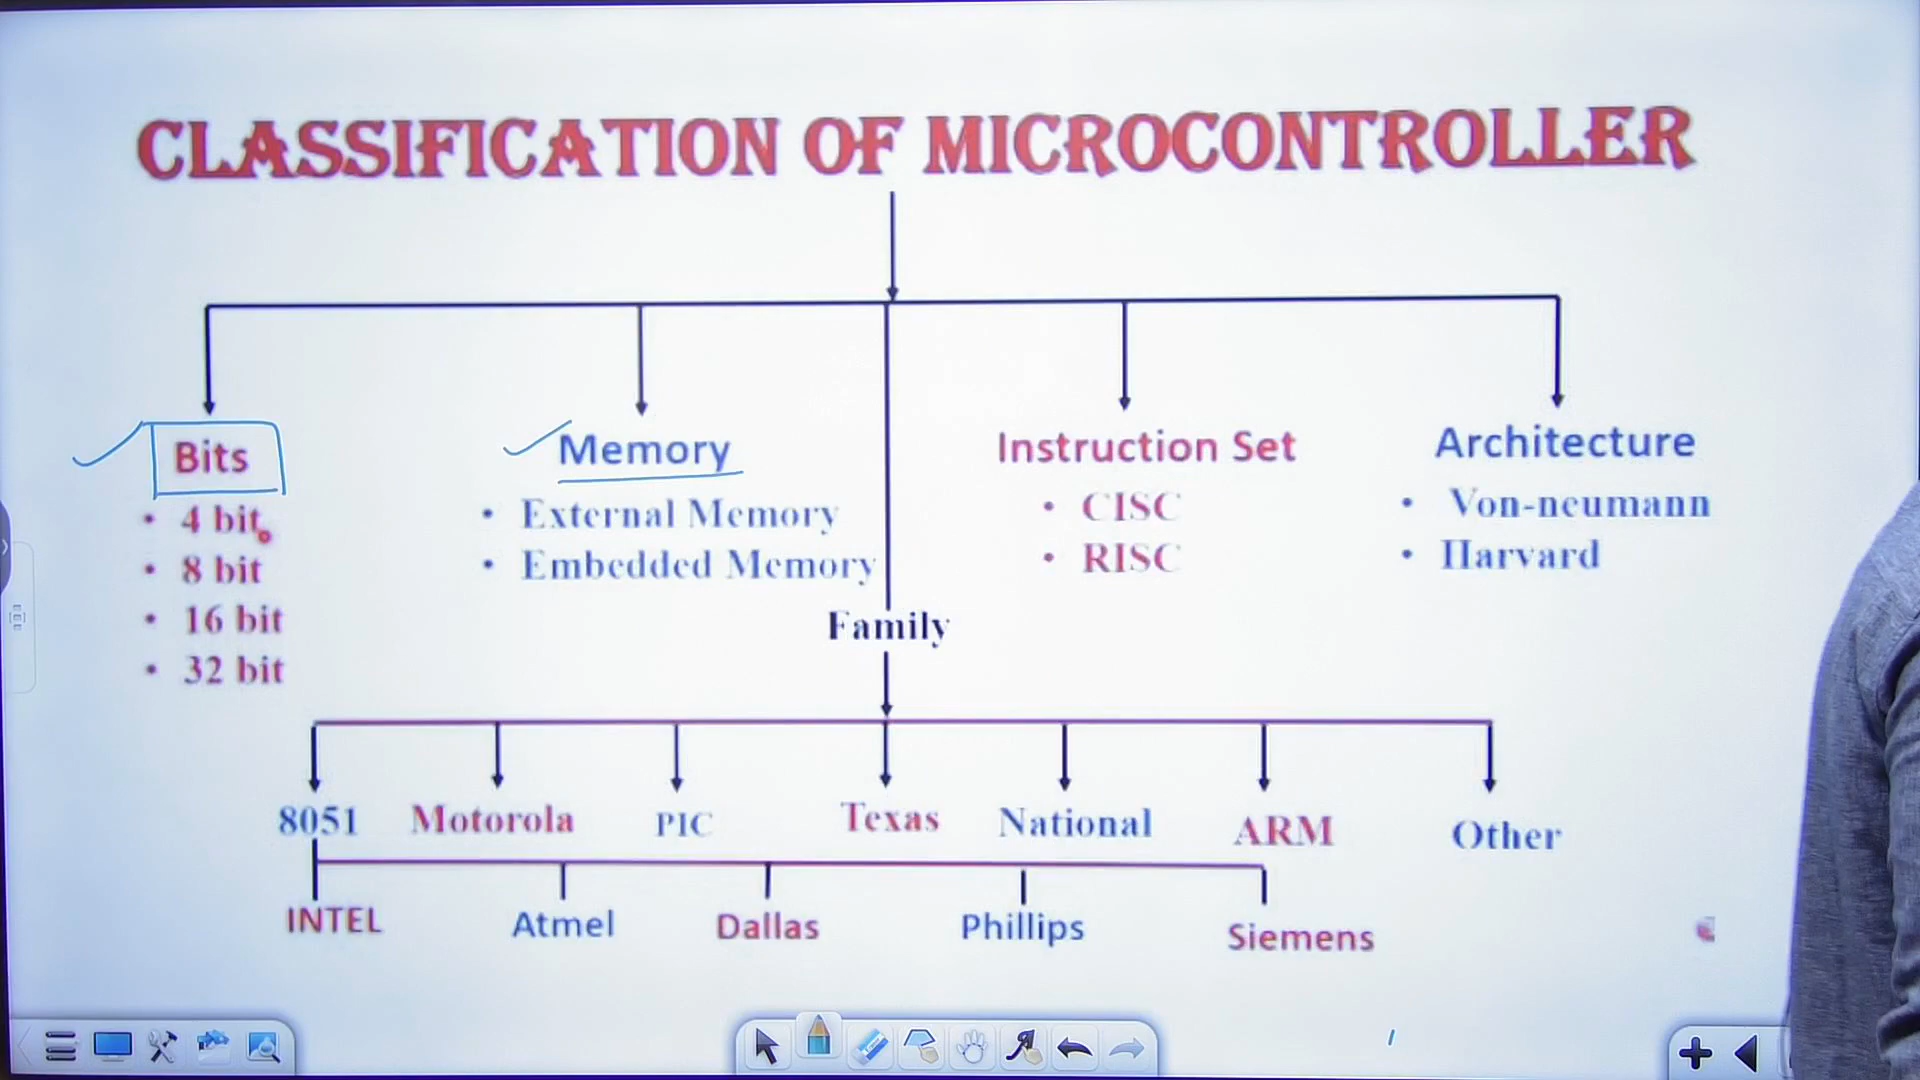 CLASSIFICATION OF MICROCONTROLLER
Bits
• 4 bit
• 8 bit
• 16 bit
• 32 bit
Memory
• External Memory
• Embedded Memory
Instruction Set
• CISC
• RISC
Architecture
• Von-neumann
• Harvard
Family
8051 Motorola PIC Texas National ARM Other
INTEL Atmel Dallas Phillips Siemens